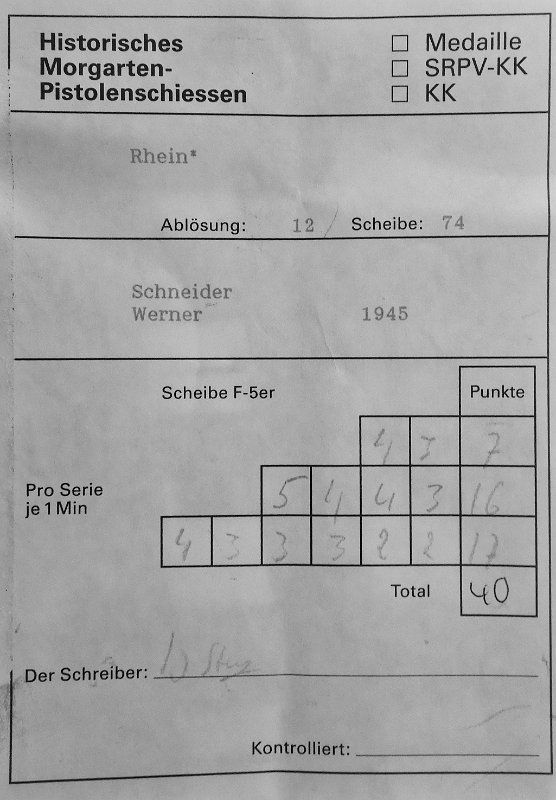 Historisches
Morgarten-
Pistolenschiessen
☐ Medaille
☐ SRPV-KK
☐ KK
Rhein*
Ablösung: 12 / Scheibe: 74
Schneider
Werner 1945
Scheibe F-5er Punkte
4 3 7
Pro Serie
je 1 Min
5 4 4 3 16
4 3 3 3 2 2 17
Total 40
Der Schreiber:
Kontrolliert: